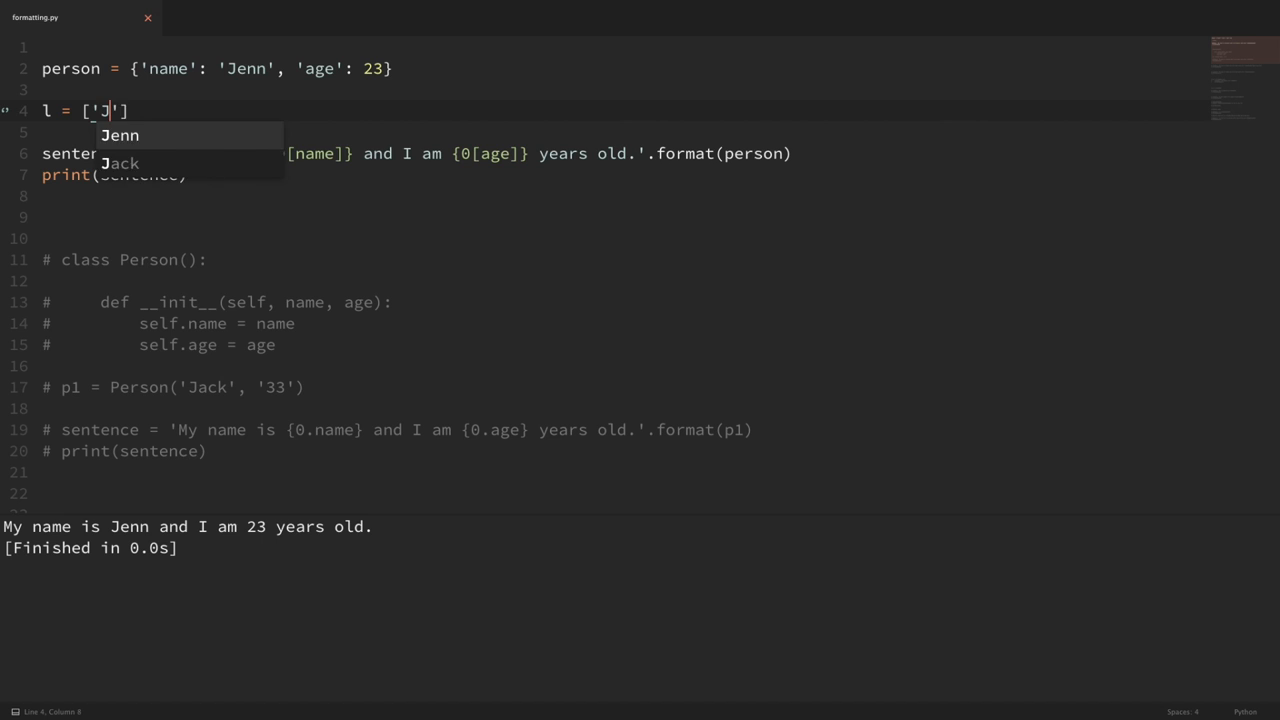 formatting.py
1
2 person = {'name': 'Jenn', 'age': 23}
3
4 l = ['J']
5 Jenn
6 senten [name]} and I am {0[age]} years old.'.format(person)
Jack
7 print(sentence)
8
9
10
11 # class Person():
12
13 #     def __init__(self, name, age):
14 #         self.name = name
15 #         self.age = age
16
17 # p1 = Person('Jack', '33')
18
19 # sentence = 'My name is {0.name} and I am {0.age} years old.'.format(p1)
20 # print(sentence)
21
22
My name is Jenn and I am 23 years old.
[Finished in 0.0s]
Line 4, Column 8
Spaces: 4
Python